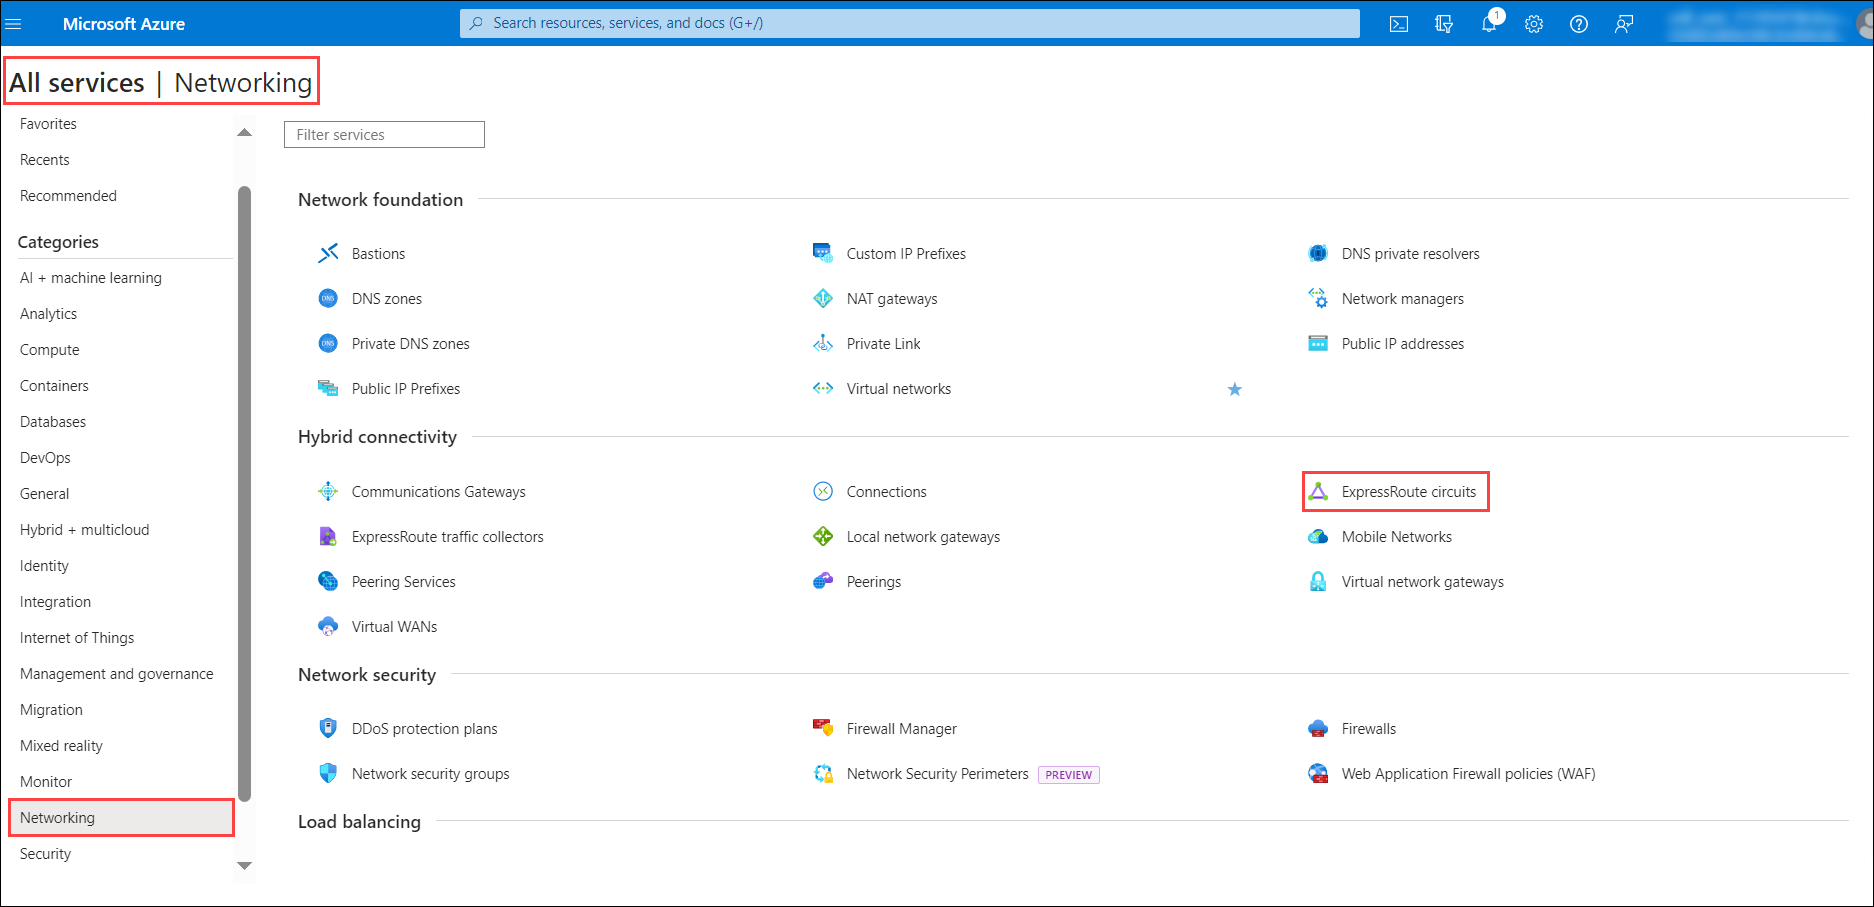 Microsoft Azure
Search resources, services, and docs (G+/)
1
All services | Networking
Favorites
Recents
Recommended
Categories
AI + machine learning
Analytics
Compute
Containers
Databases
DevOps
General
Hybrid + multicloud
Identity
Integration
Internet of Things
Management and governance
Migration
Mixed reality
Monitor
Networking
Security
Filter services
Network foundation
Bastions
Custom IP Prefixes
DNS private resolvers
DNS
DNS zones
NAT gateways
Network managers
DNS
Private DNS zones
Private Link
Public IP addresses
Public IP Prefixes
Virtual networks
Hybrid connectivity
Communications Gateways
Connections
ExpressRoute circuits
ExpressRoute traffic collectors
Local network gateways
Mobile Networks
Peering Services
Peerings
Virtual network gateways
Virtual WANs
Network security
DDoS protection plans
Firewall Manager
Firewalls
Network security groups
Network Security Perimeters PREVIEW
Web Application Firewall policies (WAF)
Load balancing